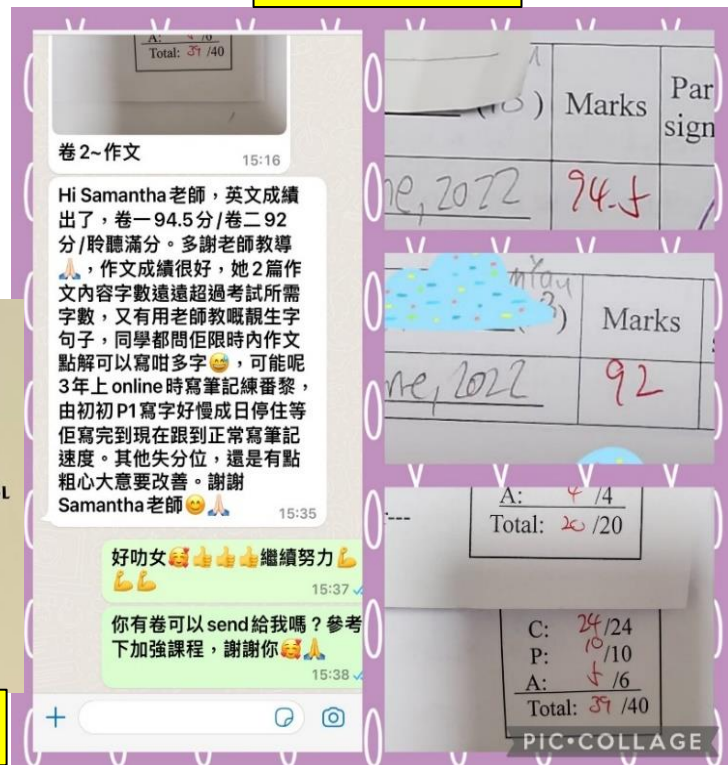 A: 4 /6
Total: 39 /40
卷2~作文
15:16
Hi Samantha老師，英文成績
出了，卷一94.5分/卷二92
分/聆聽滿分。多謝老師教導
🙏🏻，作文成績很好，她2篇作
文內容字數遠遠超過考試所需
字數，又有用老師教嘅靚生字
句子，同學都問佢限時內作文
點解可以寫咁多字😅，可能呢
3年上online時寫筆記練番黎，
由初初P1寫字好慢成日停住等
佢寫完到現在跟到正常寫筆記
速度。其他失分位，還是有點
粗心大意要改善。謝謝
Samantha老師😊🙏🏻
15:35
好叻女🥰👍👍👍繼續努力💪
💪💪
15:37
你有卷可以send給我嗎？參考
下加強課程，謝謝你🥰🙏
15:38
Marks
Par
sign
ne, 2022
94.5
Marks
ne, 2022
92
A: 4 /4
Total: 20 /20
C: 24 /24
P: 10 /10
A: 5 /6
Total: 39 /40
PIC•COLLAGE